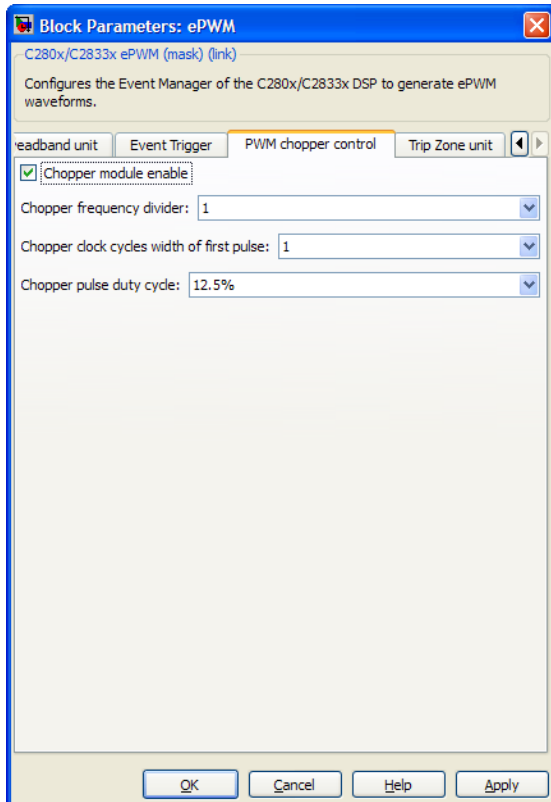 Block Parameters: ePWM
C280x/C2833x ePWM (mask) (link)
Configures the Event Manager of the C280x/C2833x DSP to generate ePWM
waveforms.
eadband unit Event Trigger PWM chopper control Trip Zone unit
Chopper module enable
Chopper frequency divider: 1
Chopper clock cycles width of first pulse: 1
Chopper pulse duty cycle: 12.5%
OK Cancel Help Apply